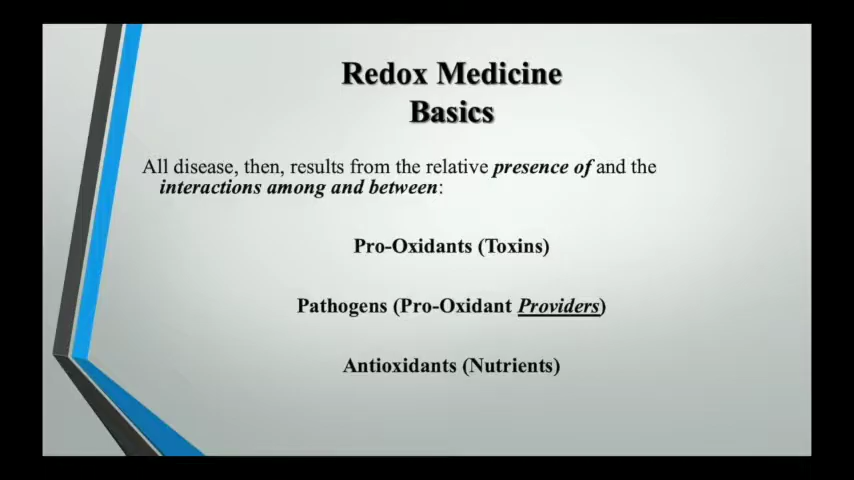 Redox Medicine
Basics
All disease, then, results from the relative presence of and the
interactions among and between:
Pro-Oxidants (Toxins)
Pathogens (Pro-Oxidant Providers)
Antioxidants (Nutrients)